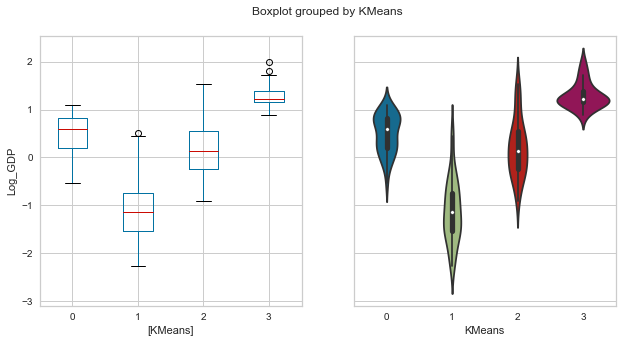 Boxplot grouped by KMeans
Log_GDP
2
1
0
−1
−2
−3
0 1 2 3
[KMeans]
0 1 2 3
KMeans